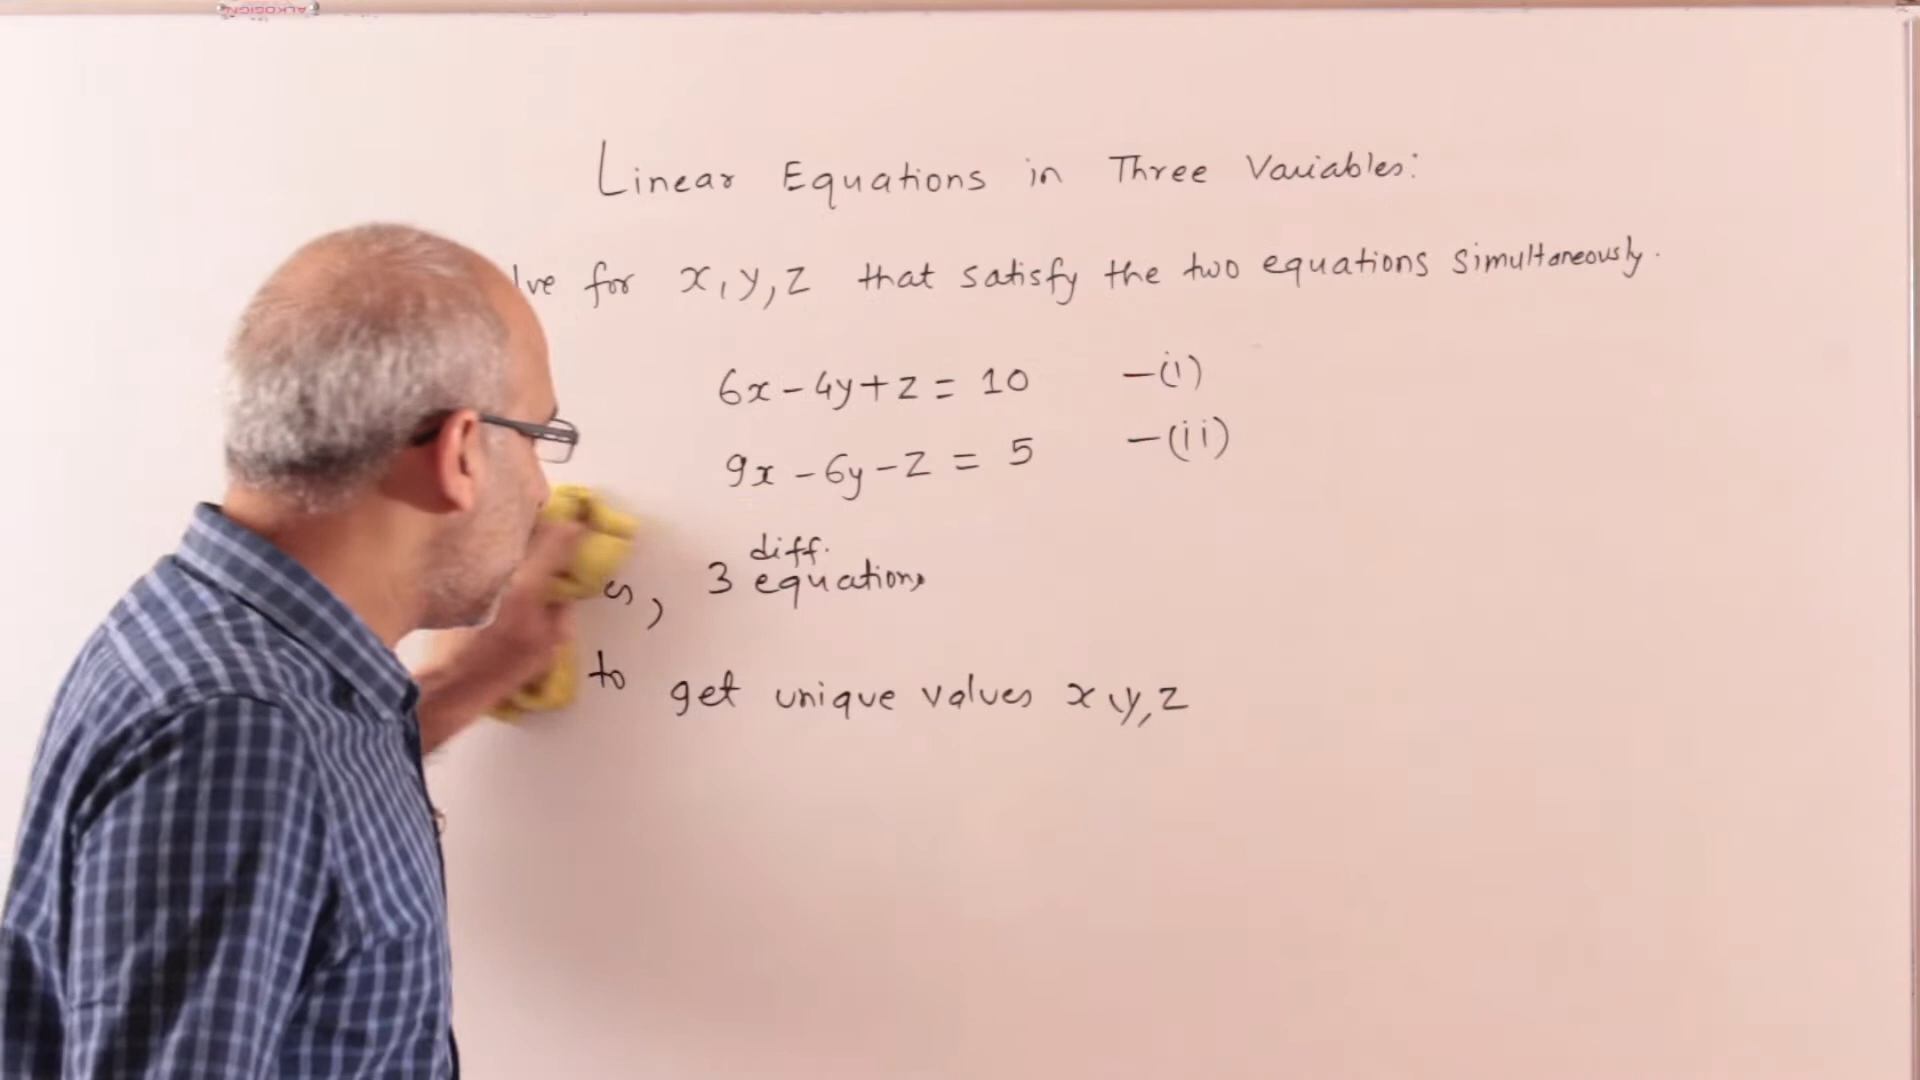 ALKOSIGN
Linear Equations in Three Variables:
lve for x, y, z that satisfy the two equations simultaneously.
6x - 4y + z = 10 -(i)
9x - 6y - z = 5 -(ii)
diff.
s, 3 equations
to get unique values x, y, z